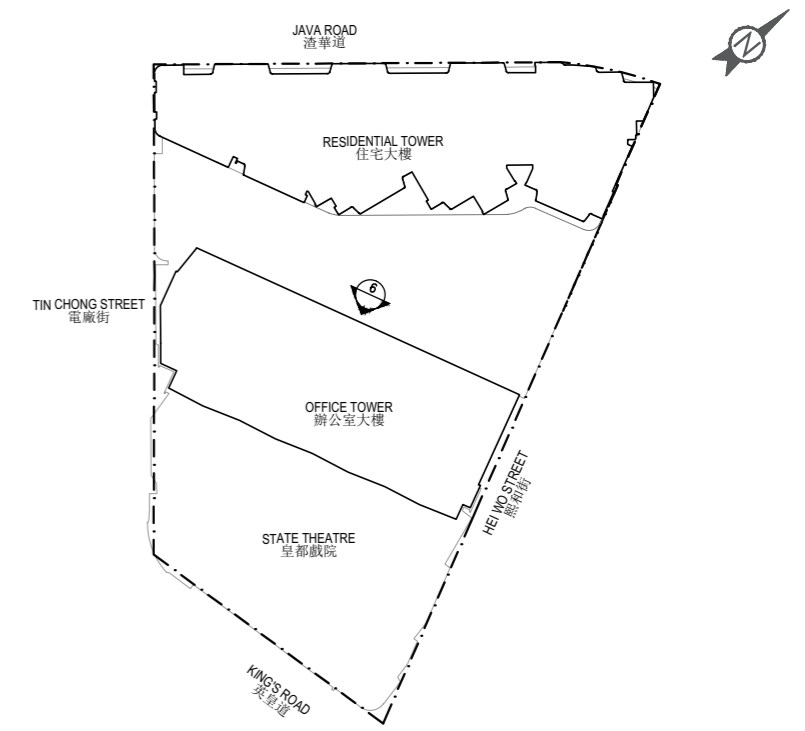 JAVA ROAD
渣華道
N
RESIDENTIAL TOWER
住宅大樓
6
TIN CHONG STREET
電廠街
OFFICE TOWER
辦公室大樓
HEI WO STREET
熙和街
STATE THEATRE
皇都戲院
KING'S ROAD
英皇道